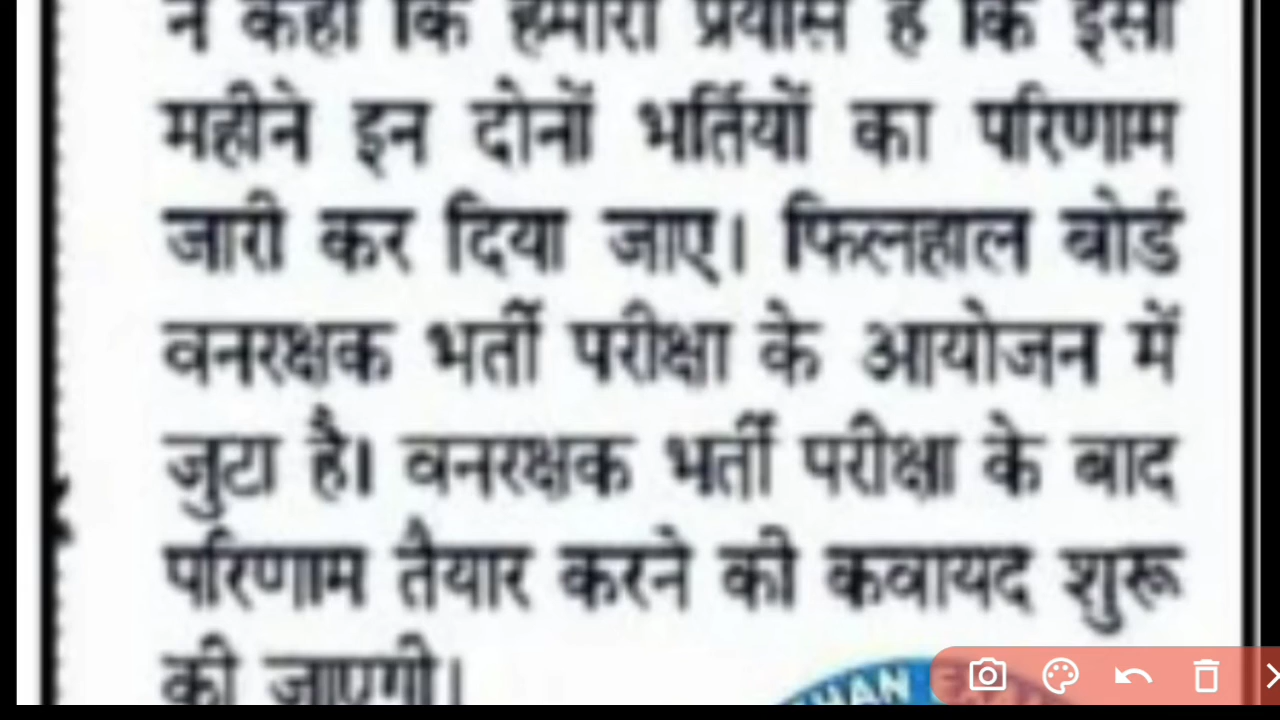 ने कहा कि हमारा प्रयास है कि इसी
महीने इन दोनों भर्तियों का परिणाम
जारी कर दिया जाए। फिलहाल बोर्ड
वनरक्षक भर्ती परीक्षा के आयोजन में
जुटा है। वनरक्षक भर्ती परीक्षा के बाद
परिणाम तैयार करने की कवायद शुरू
की जाएगी।